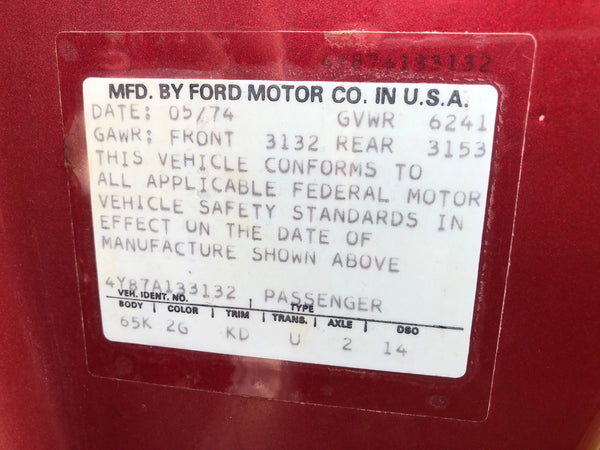 4Y87A133132
MFD. BY FORD MOTOR CO. IN U.S.A.
DATE: 05/74 GVWR 6241
GAWR: FRONT 3132 REAR 3153
THIS VEHICLE CONFORMS TO
ALL APPLICABLE FEDERAL MOTOR
VEHICLE SAFETY STANDARDS IN
EFFECT ON THE DATE OF
MANUFACTURE SHOWN ABOVE
4Y87A133132 PASSENGER
VEH. IDENT. NO. TYPE
BODY COLOR TRIM TRANS. AXLE DSO
65K 2G KD U 2 14